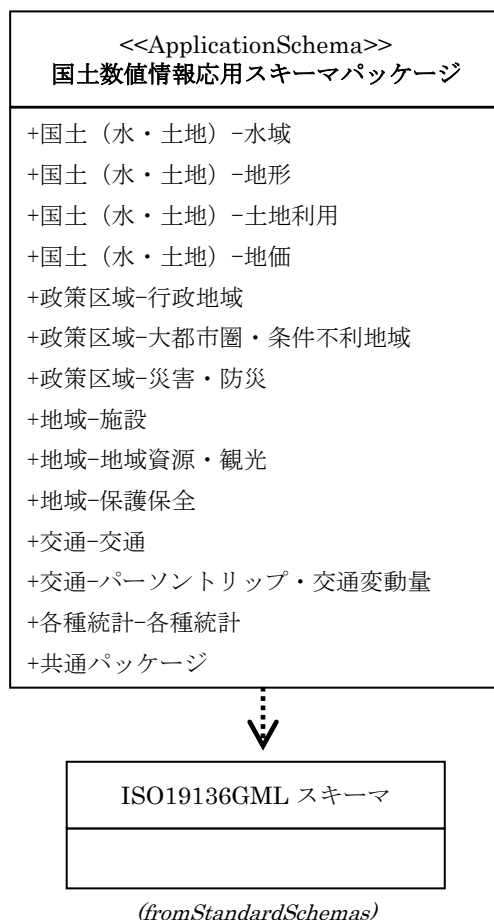 <<ApplicationSchema>>
国土数値情報応用スキーマパッケージ
+国土（水・土地）-水域
+国土（水・土地）-地形
+国土（水・土地）-土地利用
+国土（水・土地）-地価
+政策区域-行政地域
+政策区域-大都市圏・条件不利地域
+政策区域-災害・防災
+地域-施設
+地域-地域資源・観光
+地域-保護保全
+交通-交通
+交通-パーソントリップ・交通変動量
+各種統計-各種統計
+共通パッケージ
ISO19136GML スキーマ
(fromStandardSchemas)